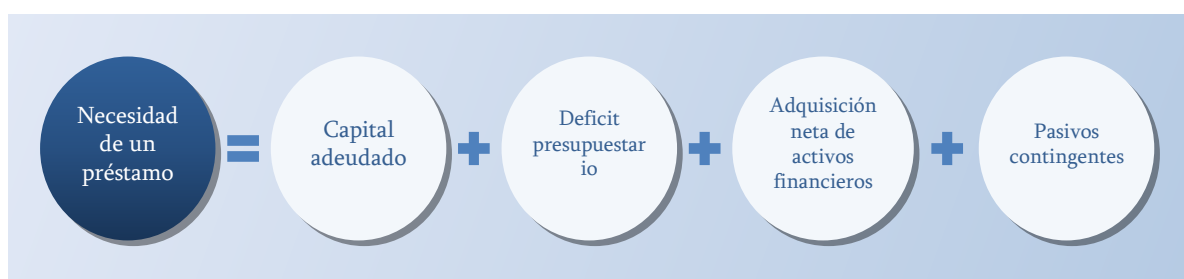 Necesidad
de un
préstamo
=
Capital
adeudado
+
Deficit
presupuestar
io
+
Adquisición
neta de
activos
financieros
+
Pasivos
contingentes